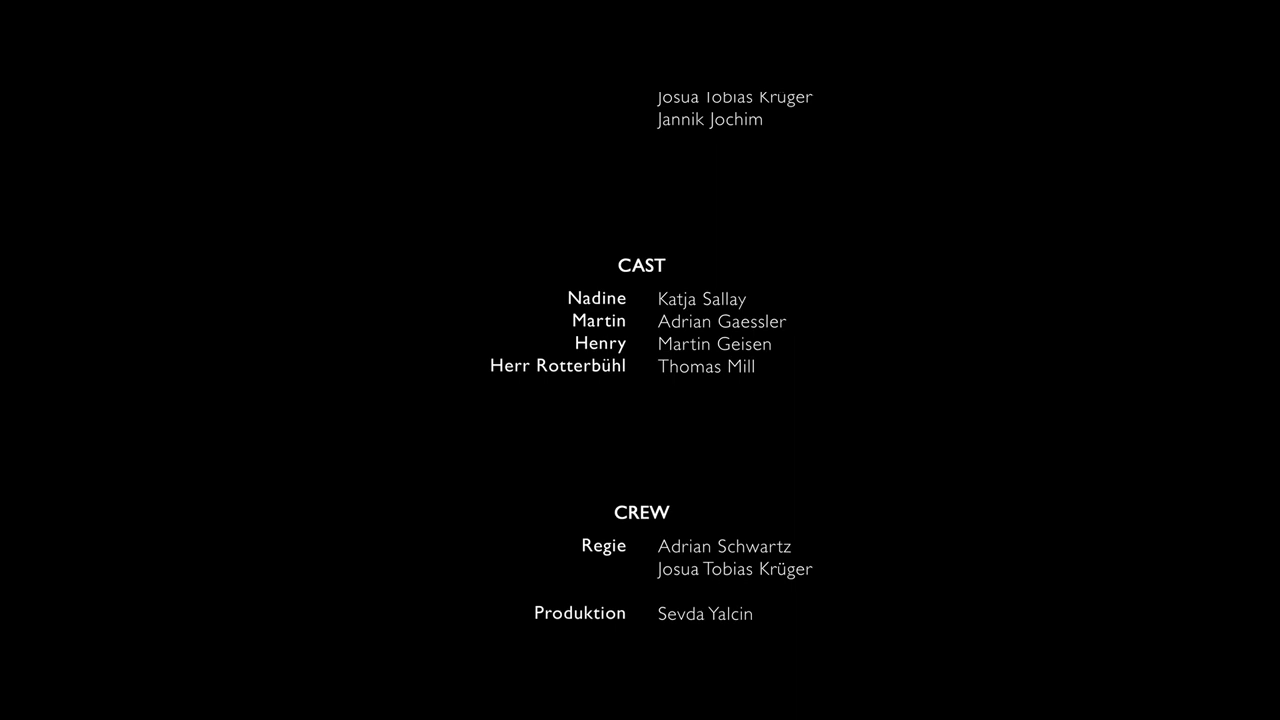 Josua Tobias Krüger
Jannik Jochim
CAST
Nadine Katja Sallay
Martin Adrian Gaessler
Henry Martin Geisen
Herr Rotterbühl Thomas Mill
CREW
Regie Adrian Schwartz
Josua Tobias Krüger
Produktion Sevda Yalcin